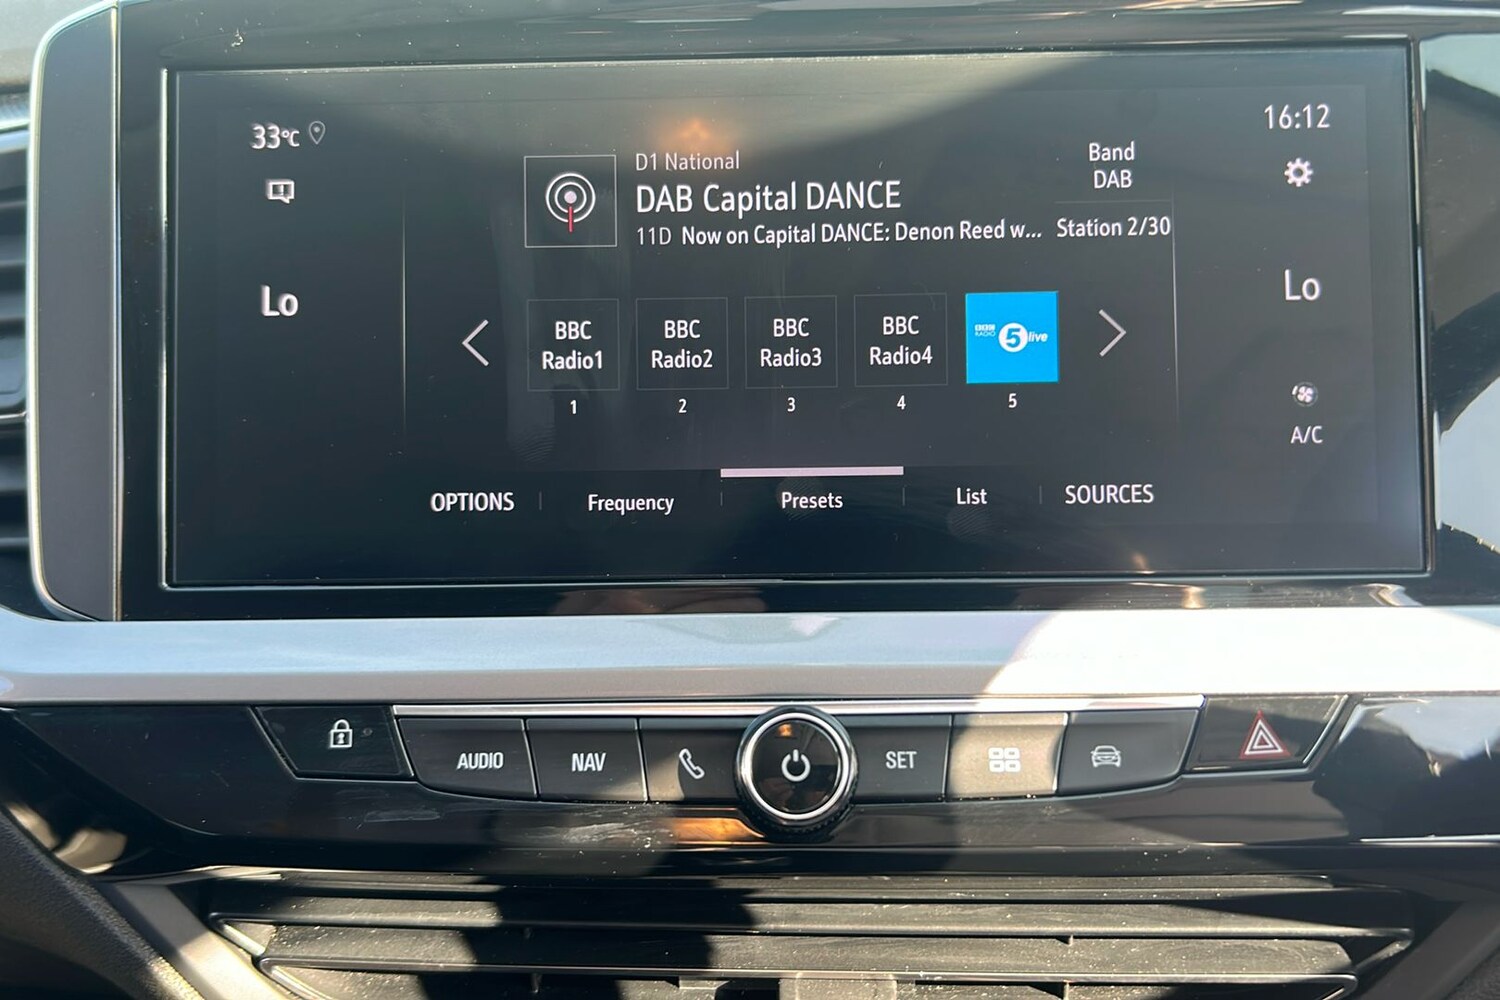 33°C
16:12
D1 National
DAB Capital DANCE
11D Now on Capital DANCE: Denon Reed w...
Band
DAB
Station 2/30
Lo
Lo
BBC
Radio1
BBC
Radio2
BBC
Radio3
BBC
Radio4
BBC
RADIO
5 live
1
2
3
4
5
A/C
OPTIONS
Frequency
Presets
List
SOURCES
AUDIO
NAV
SET